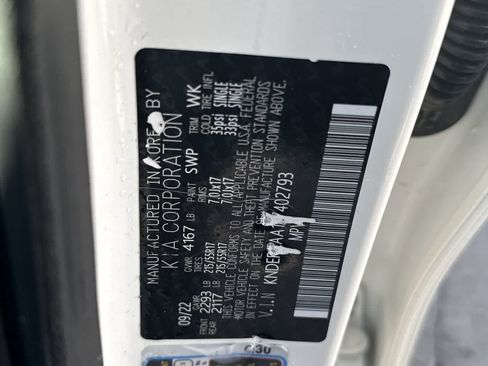 MANUFACTURED IN KOREA BY
KIA CORPORATION
09/22 GVWR 4167 LB PAINT SWP TRIM WK
GAWR RIMS COLD TIRE INFL
FRONT 2293 LB 215/55R17 7.0Jx17 35psi SINGLE
REAR 2117 LB 215/55R17 7.0Jx17 33psi SINGLE
THIS VEHICLE CONFORMS TO ALL APPLICABLE U.S.A. FEDERAL
MOTOR VEHICLE SAFETY AND THEFT PREVENTION STANDARDS
IN EFFECT ON THE DATE OF MANUFACTURE SHOWN ABOVE.
V.I.N 402793
MPV